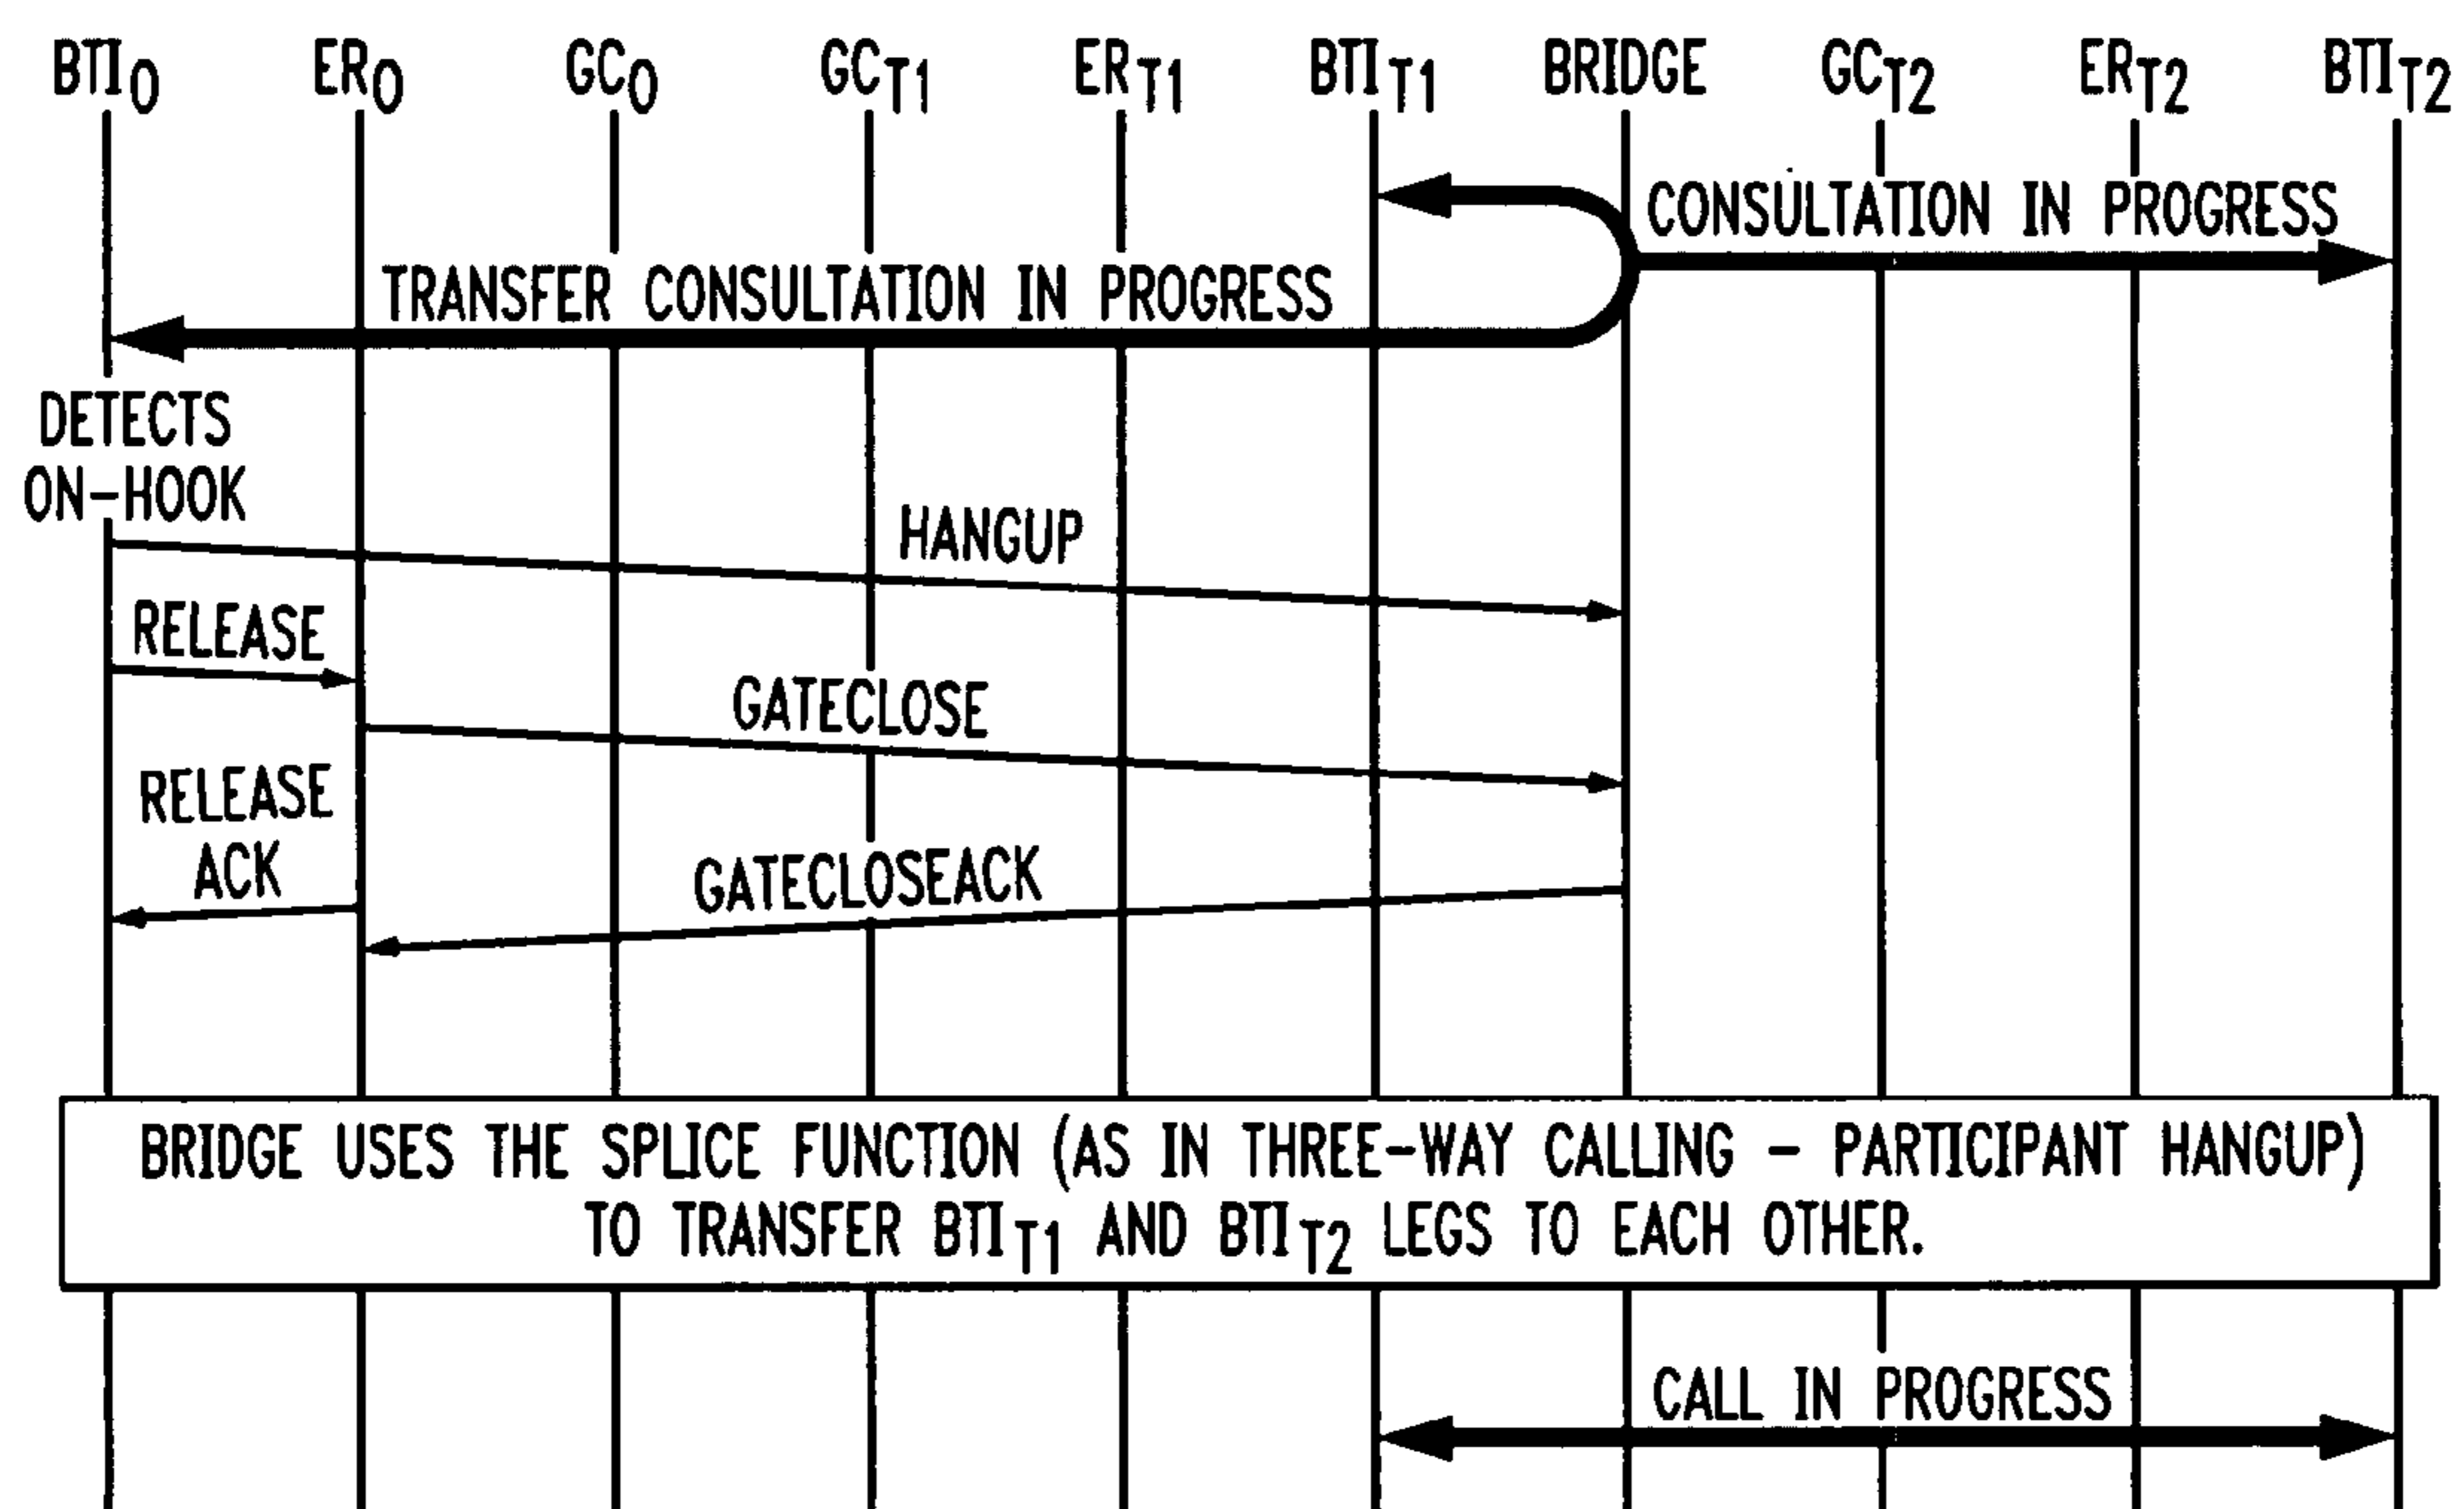 BTI0 ER0 GC0 GCT1 ERT1 BTIT1 BRIDGE GCT2 ERT2 BTIT2
CONSULTATION IN PROGRESS
TRANSFER CONSULTATION IN PROGRESS
DETECTS
ON-HOOK
HANGUP
RELEASE
GATECLOSE
RELEASE
ACK
GATECLOSEACK
BRIDGE USES THE SPLICE FUNCTION (AS IN THREE-WAY CALLING - PARTICIPANT HANGUP)
TO TRANSFER BTIT1 AND BTIT2 LEGS TO EACH OTHER.
CALL IN PROGRESS